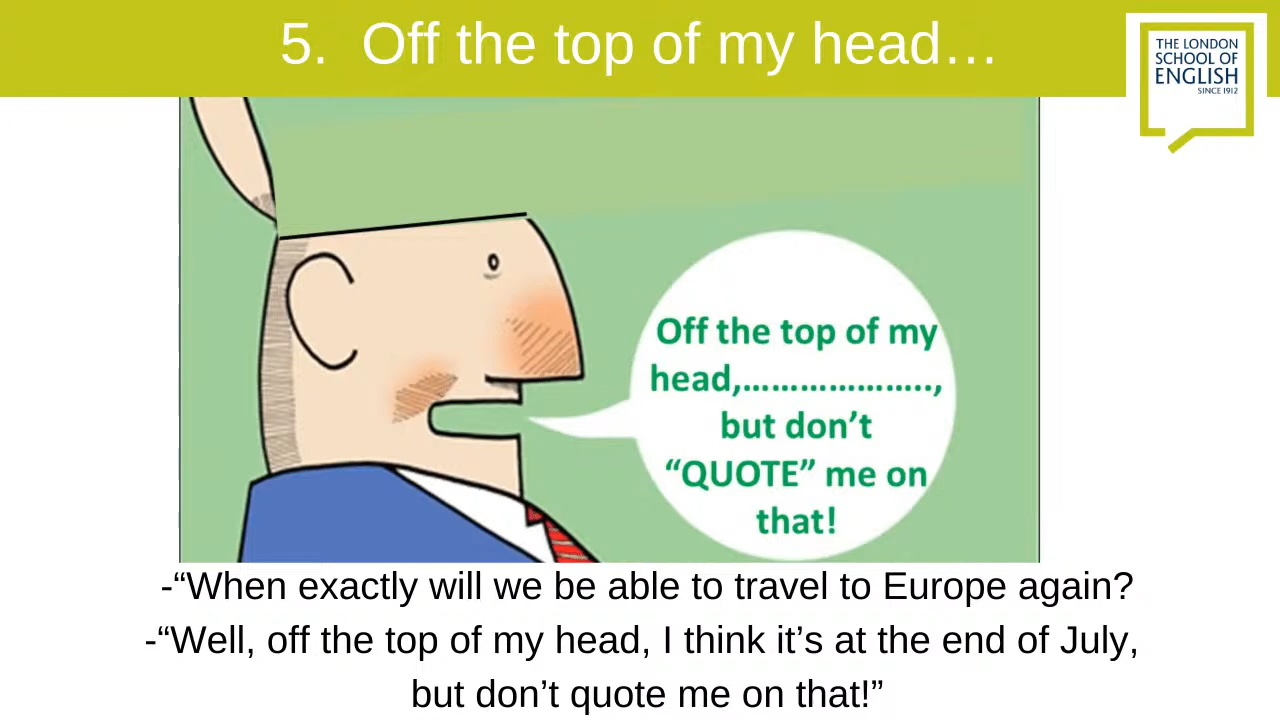 5. Off the top of my head…
THE LONDON
SCHOOL OF
ENGLISH
SINCE 1912
Off the top of my
head,………………..,
but don’t
“QUOTE” me on
that!
-“When exactly will we be able to travel to Europe again?
-“Well, off the top of my head, I think it’s at the end of July,
but don’t quote me on that!”